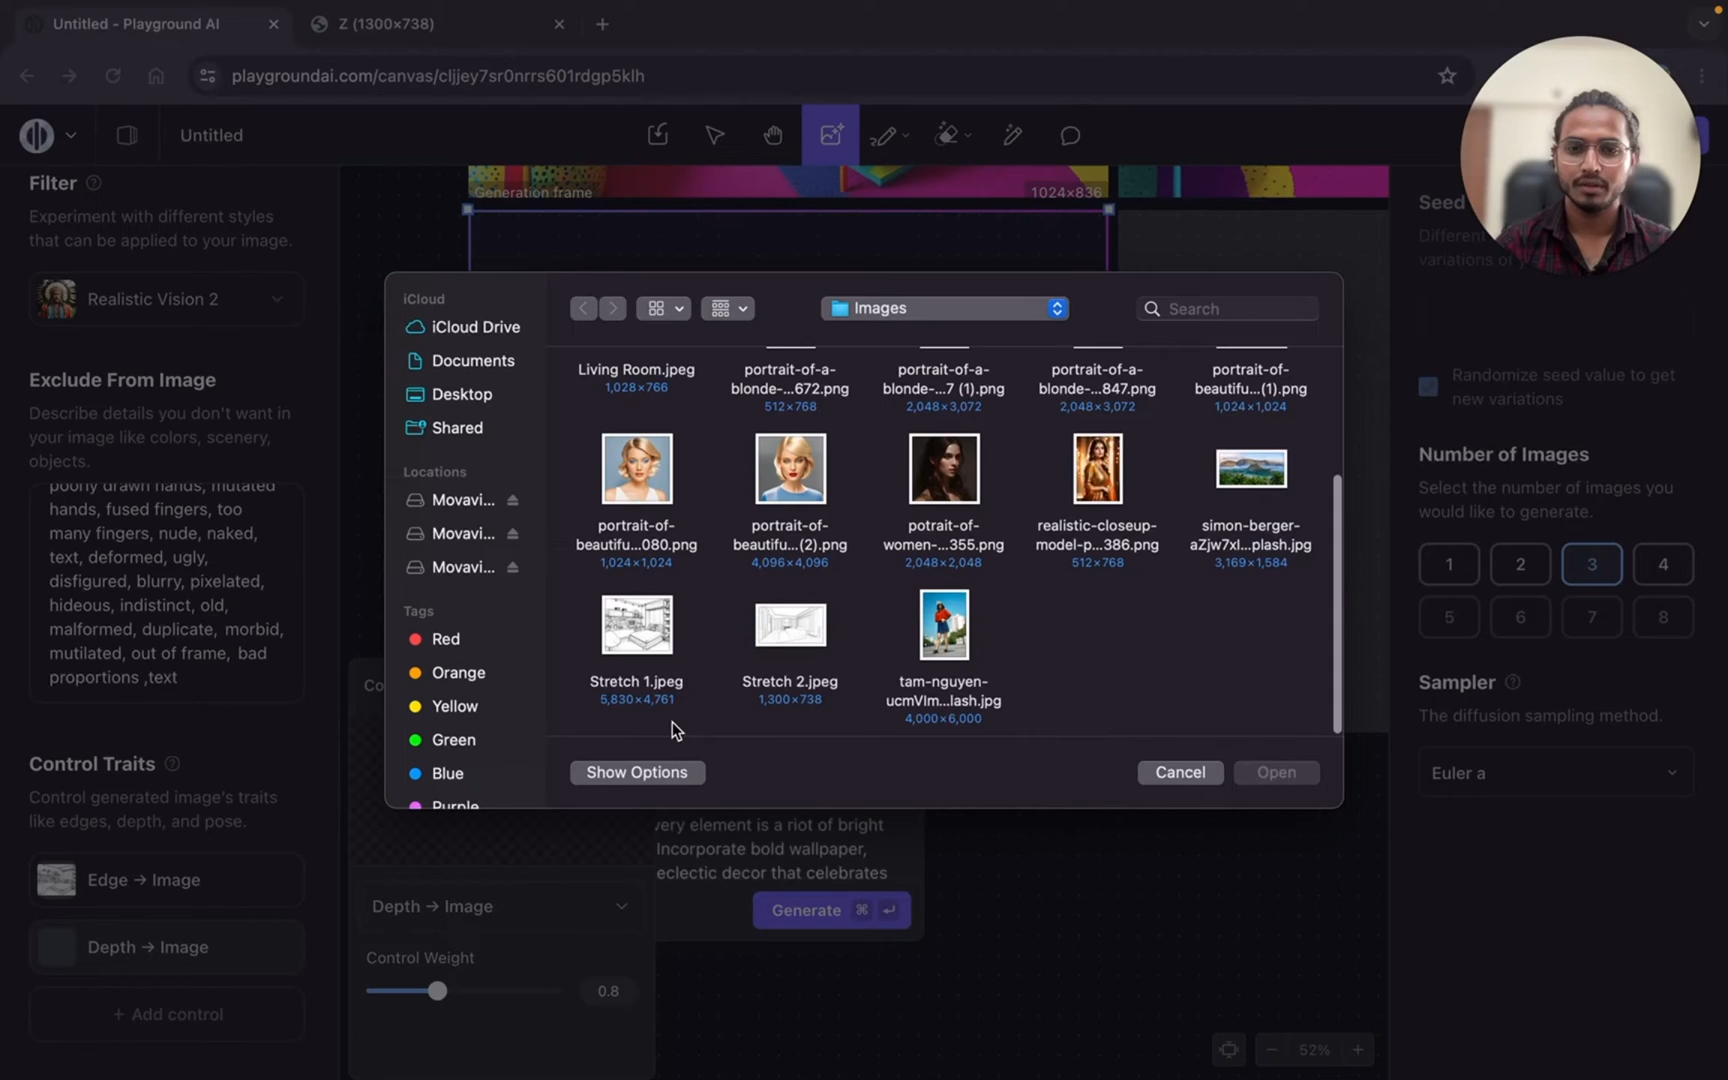 Untitled - Playground AI
Z (1300×738)
playgroundai.com/canvas/cljjey7sr0nrrs601rdgp5klh
Untitled
Filter
Experiment with different styles
that can be applied to your image.
Realistic Vision 2
Exclude From Image
Describe details you don't want in
your image like colors, scenery,
objects.
poorly drawn hands, mutated
hands, fused fingers, too
many fingers, nude, naked,
text, deformed, ugly,
disfigured, blurry, pixelated,
hideous, indistinct, old,
malformed, duplicate, morbid,
mutilated, out of frame, bad
proportions ,text
Control Traits
Control generated image's traits
like edges, depth, and pose.
Edge → Image
Depth → Image
+ Add control
Generation frame
1024×836
iCloud
iCloud Drive
Documents
Desktop
Shared
Locations
Movavi...
Movavi...
Movavi...
Tags
Red
Orange
Yellow
Green
Blue
Purple
Images
Search
Living Room.jpeg
1,028×766
portrait-of-a-
blonde-...672.png
512×768
portrait-of-a-
blonde-...7 (1).png
2,048×3,072
portrait-of-a-
blonde-...847.png
2,048×3,072
portrait-of-
beautifu...(1).png
1,024×1,024
portrait-of-
beautifu...080.png
1,024×1,024
portrait-of-
beautifu...(2).png
4,096×4,096
potrait-of-
women-...355.png
2,048×2,048
realistic-closeup-
model-p...386.png
512×768
simon-berger-
aZjw7xl...plash.jpg
3,169×1,584
Stretch 1.jpeg
5,830×4,761
Stretch 2.jpeg
1,300×738
tam-nguyen-
ucmVIm...lash.jpg
4,000×6,000
Show Options
Cancel
Open
Co
very element is a riot of bright
Incorporate bold wallpaper,
eclectic decor that celebrates
Depth → Image
Generate
Control Weight
0.8
Seed
Different
variations of
Randomize seed value to get
new variations
Number of Images
Select the number of images you
would like to generate.
1
2
3
4
5
6
7
8
Sampler
The diffusion sampling method.
Euler a
52%